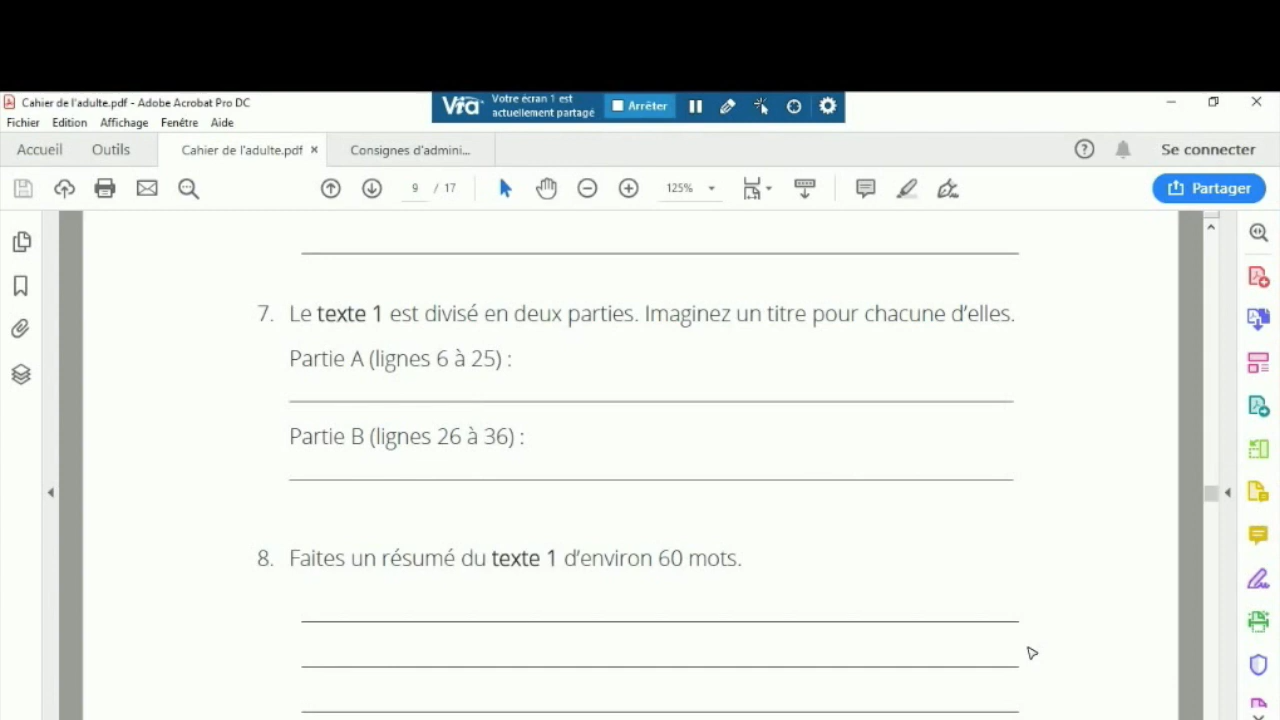 Cahier de l'adulte.pdf - Adobe Acrobat Pro DC
Vra
Votre écran 1 est
actuellement partagé
Arrêter
Fichier Edition Affichage Fenêtre Aide
Accueil Outils Cahier de l'adulte.pdf × Consignes d'admini... Se connecter
9 / 17 125% Partager
7. Le texte 1 est divisé en deux parties. Imaginez un titre pour chacune d'elles.
Partie A (lignes 6 à 25) :
Partie B (lignes 26 à 36) :
8. Faites un résumé du texte 1 d'environ 60 mots.